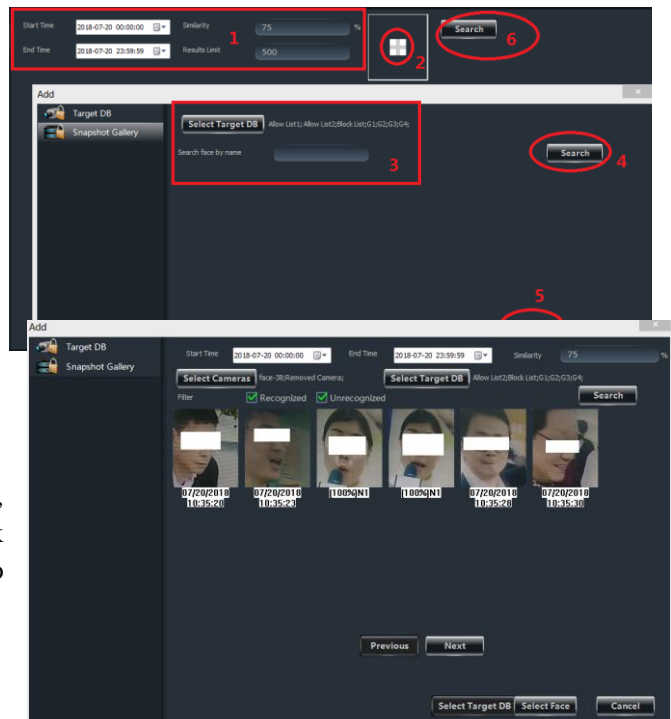 Start Time 2018-07-20 00:00:00 Similarity 75 % Search 6
1
End Time 2018-07-20 23:59:59 Results Limit 500 2
Add ×
Target DB
Snapshot Gallery
Select Target DB Allow List1; Allow List2;Block List;G1;G2;G3;G4;
Search face by name 3
Search 4
5
Add ×
Target DB
Snapshot Gallery
Start Time 2018-07-20 00:00:00 End Time 2018-07-20 23:59:59 Similarity 75 %
Select Cameras face-3B;Removed Camera; Select Target DB Allow List2;Block List;G1;G2;G3;G4;
Filter Recognized Unrecognized Search
07/20/2018 07/20/2018 (100%)N1 (100%)N1 07/20/2018 07/20/2018
10:35:20 10:35:23 10:35:28 10:35:30
Previous Next
Select Target DB Select Face Cancel